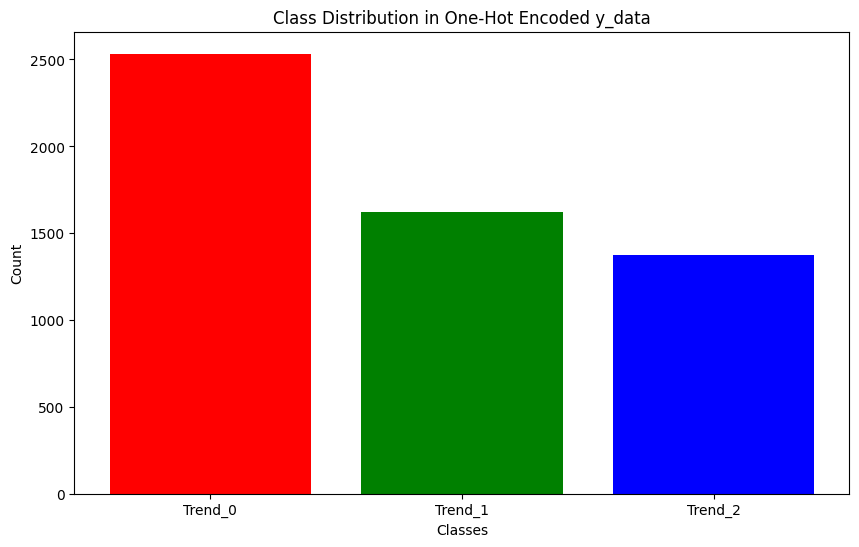 Class Distribution in One-Hot Encoded y_data
Count
2500
2000
1500
1000
500
0
Trend_0 Trend_1 Trend_2
Classes